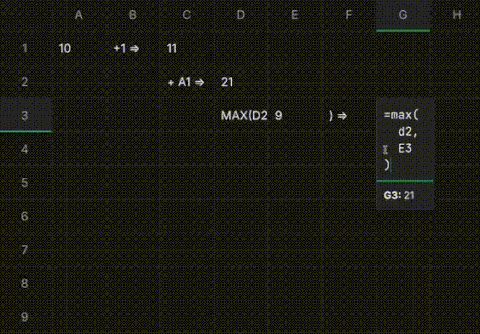 A B C D E F G H
1 10 +1 => 11
2 + A1 => 21
3 MAX(D2 9 ) => =max(
4 d2,
E3
)
5 G3: 21
6
7
8
9